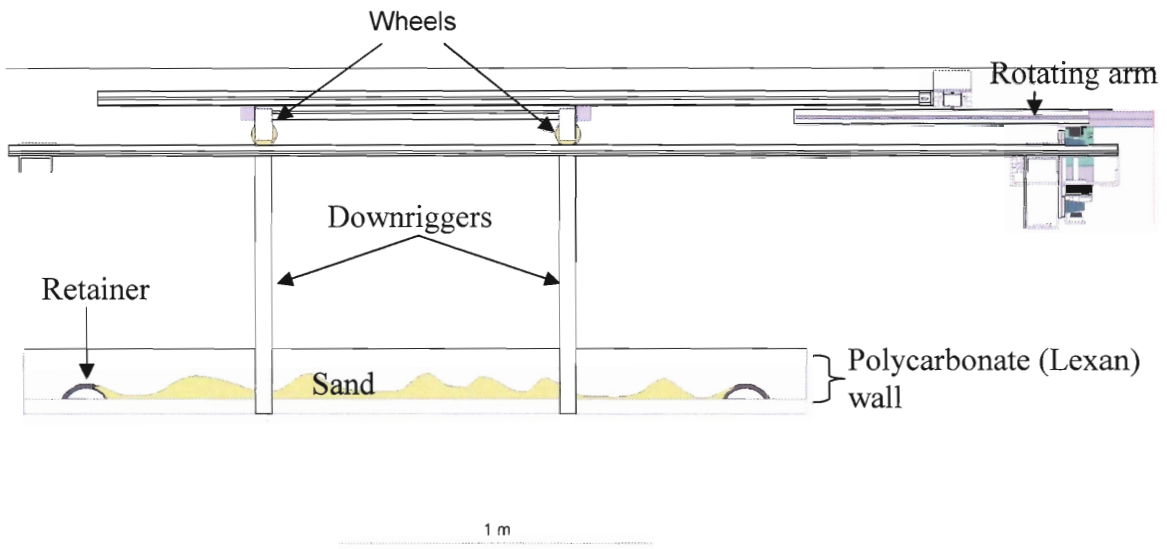 Wheels
Rotating arm
Downriggers
Retainer
Sand
Polycarbonate (Lexan)
wall
1 m